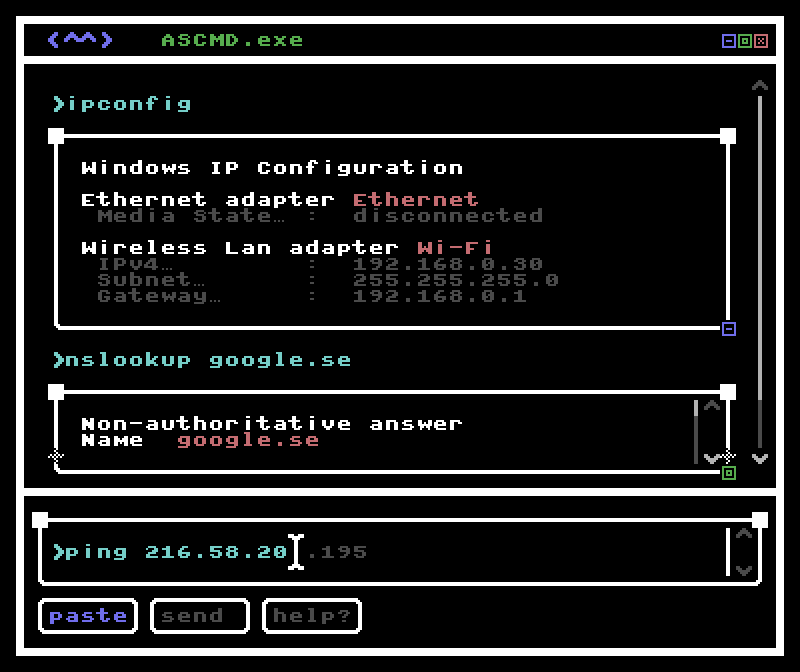 <^^> ASCMD.exe
>ipconfig
Windows IP Configuration
Ethernet adapter Ethernet
Media State… : disconnected
Wireless Lan adapter Wi-Fi
IPv4… : 192.168.0.30
Subnet… : 255.255.255.0
Gateway… : 192.168.0.1
>nslookup google.se
Non-authoritative answer
Name google.se
>ping 216.58.20 .195
paste send help?